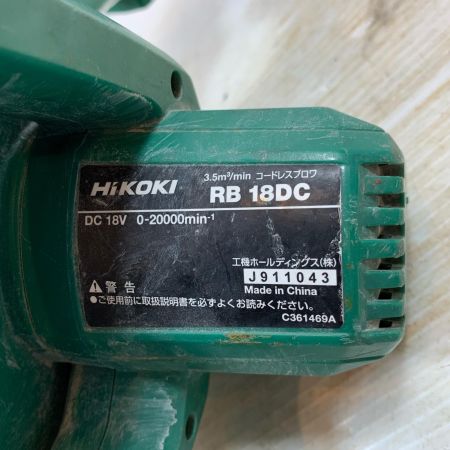 3.5m³/min コードレスブロワ
HiKOKI RB 18DC
DC 18V 0-20000min⁻¹
工機ホールディングス(株)
J911043
⚠ 警告 Made in China
●ご使用前に取扱説明書を必ずよくお読みください。
C361469A